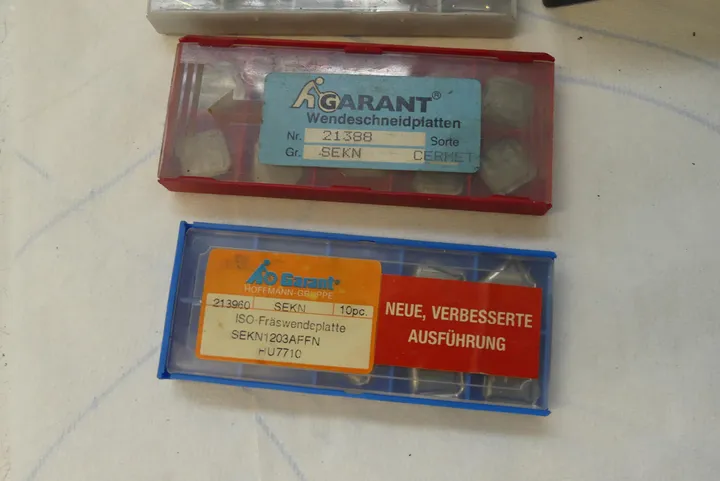 GARANT®
Wendeschneidplatten
Nr. 21388 Sorte
Gr. SEKN CERMET
Garant®
HOFFMANN-GRUPPE
213960 SEKN 10pc.
ISO-Fräswendeplatte
SEKN1203AFFN
HU7710
NEUE, VERBESSERTE
AUSFÜHRUNG